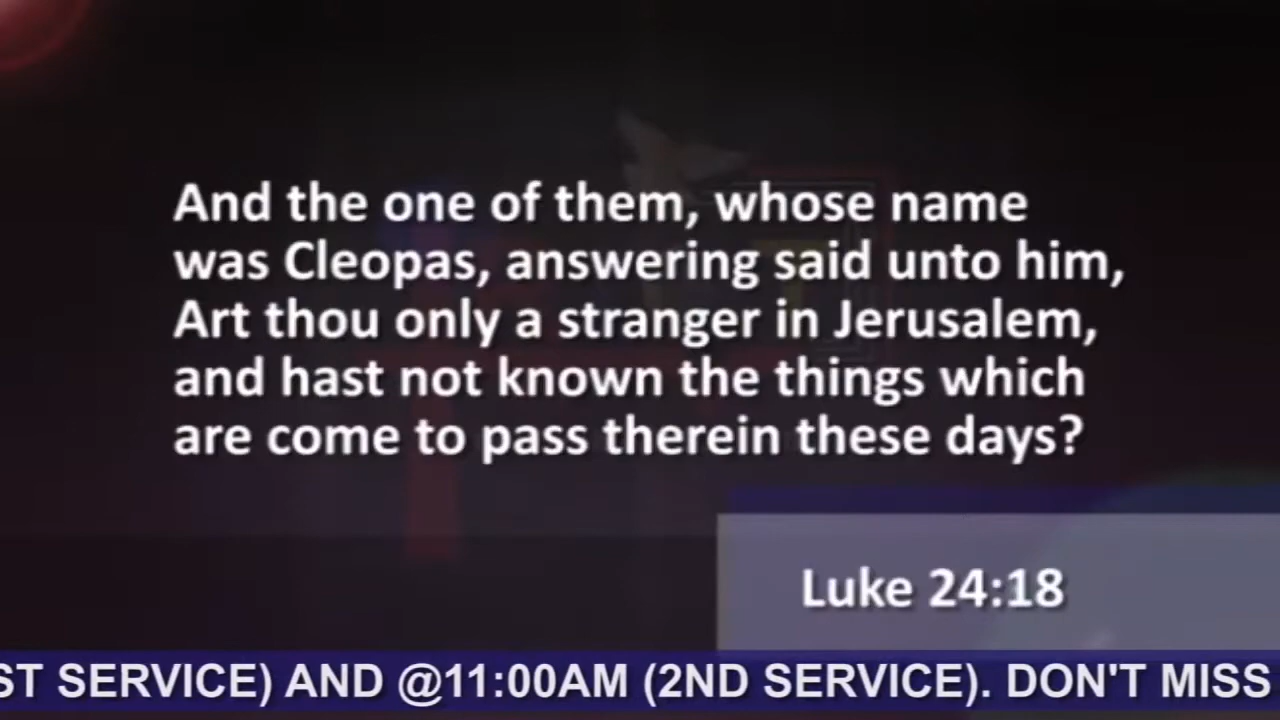 And the one of them, whose name
was Cleopas, answering said unto him,
Art thou only a stranger in Jerusalem,
and hast not known the things which
are come to pass therein these days?
Luke 24:18
ST SERVICE) AND @11:00AM (2ND SERVICE). DON'T MISS